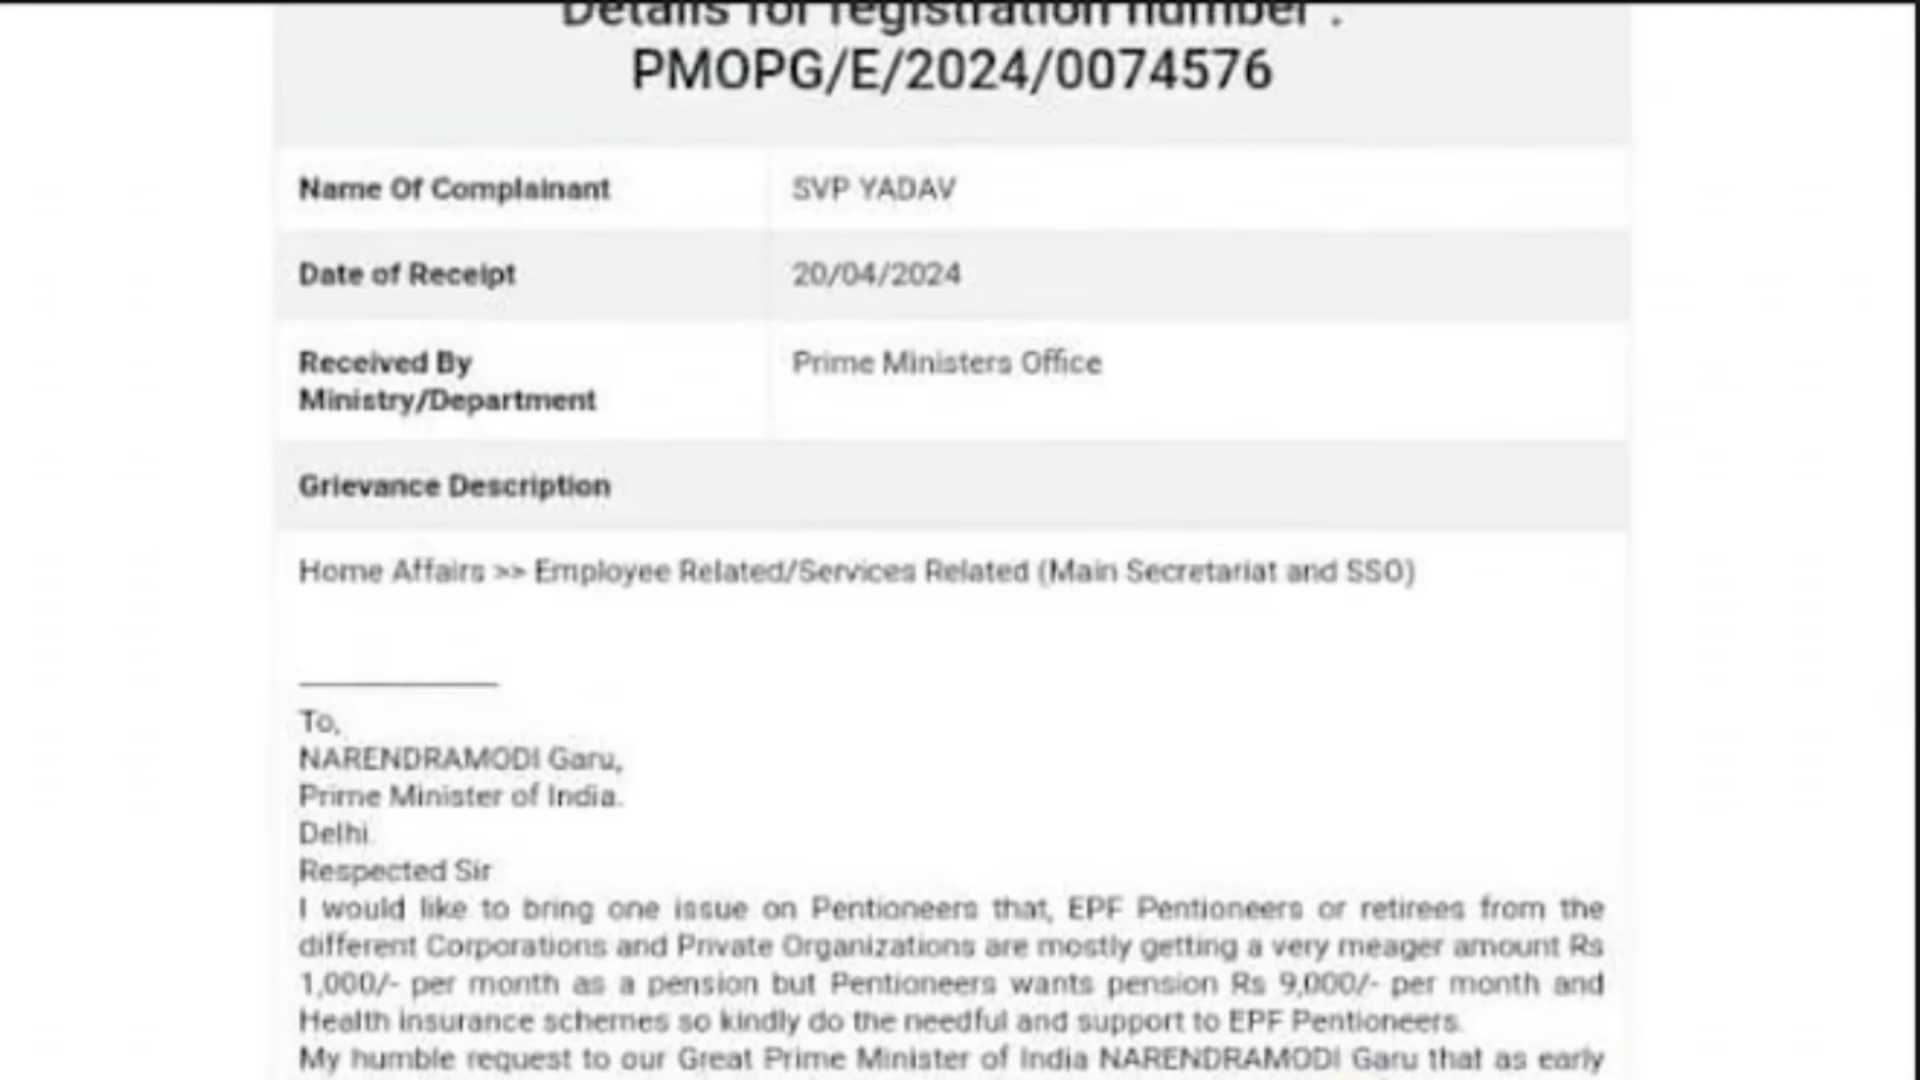 Details for registration number :
PMOPG/E/2024/0074576
Name Of Complainant
SVP YADAV
Date of Receipt
20/04/2024
Received By
Ministry/Department
Prime Ministers Office
Grievance Description
Home Affairs >> Employee Related/Services Related (Main Secretariat and SSO)
To,
NARENDRAMODI Garu,
Prime Minister of India.
Delhi.
Respected Sir
I would like to bring one issue on Pentioneers that, EPF Pentioneers or retirees from the
different Corporations and Private Organizations are mostly getting a very meager amount Rs
1,000/- per month as a pension but Pentioneers wants pension Rs 9,000/- per month and
Health insurance schemes so kindly do the needful and support to EPF Pentioneers.
My humble request to our Great Prime Minister of India NARENDRAMODI Garu that as early